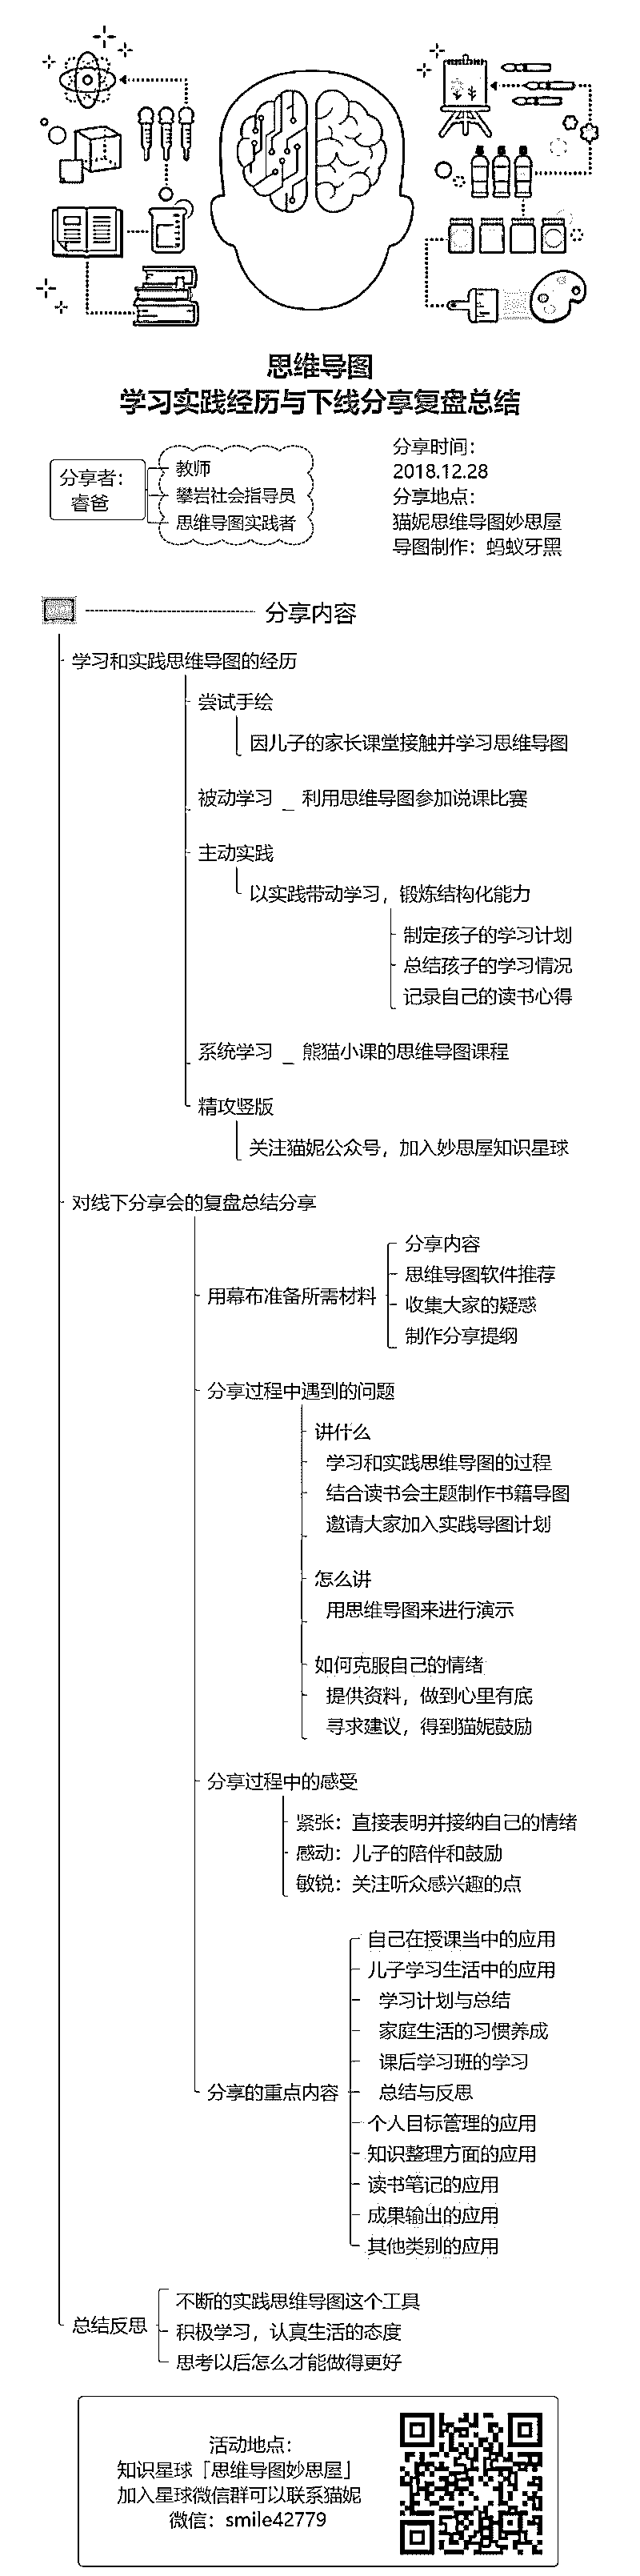 思维导图
学习实践经历与下线分享复盘总结
分享者：
睿爸
教师
攀岩社会指导员
思维导图实践者
分享时间：
2018.12.28
分享地点：
猫妮思维导图妙思屋
导图制作：蚂蚁牙黑
分享内容
学习和实践思维导图的经历
尝试手绘
因儿子的家长课堂接触并学习思维导图
被动学习
利用思维导图参加说课比赛
主动实践
以实践带动学习，锻炼结构化能力
制定孩子的学习计划
总结孩子的学习情况
记录自己的读书心得
系统学习
熊猫小课的思维导图课程
精攻竖版
关注猫妮公众号，加入妙思屋知识星球
对线下分享会的复盘总结分享
用幕布准备所需材料
分享内容
思维导图软件推荐
收集大家的疑惑
制作分享提纲
分享过程中遇到的问题
讲什么
学习和实践思维导图的过程
结合读书会主题制作书籍导图
邀请大家加入实践导图计划
怎么讲
用思维导图来进行演示
如何克服自己的情绪
提供资料，做到心里有底
寻求建议，得到猫妮鼓励
分享过程中的感受
紧张：直接表明并接纳自己的情绪
感动：儿子的陪伴和鼓励
敏锐：关注听众感兴趣的点
分享的重点内容
自己在授课当中的应用
儿子学习生活中的应用
学习计划与总结
家庭生活的习惯养成
课后学习班的学习
总结与反思
个人目标管理的应用
知识整理方面的应用
读书笔记的应用
成果输出的应用
其他类别的应用
总结反思
不断的实践思维导图这个工具
积极学习，认真生活的态度
思考以后怎么才能做得更好
活动地点：
知识星球「思维导图妙思屋」
加入星球微信群可以联系猫妮
微信：smile42779